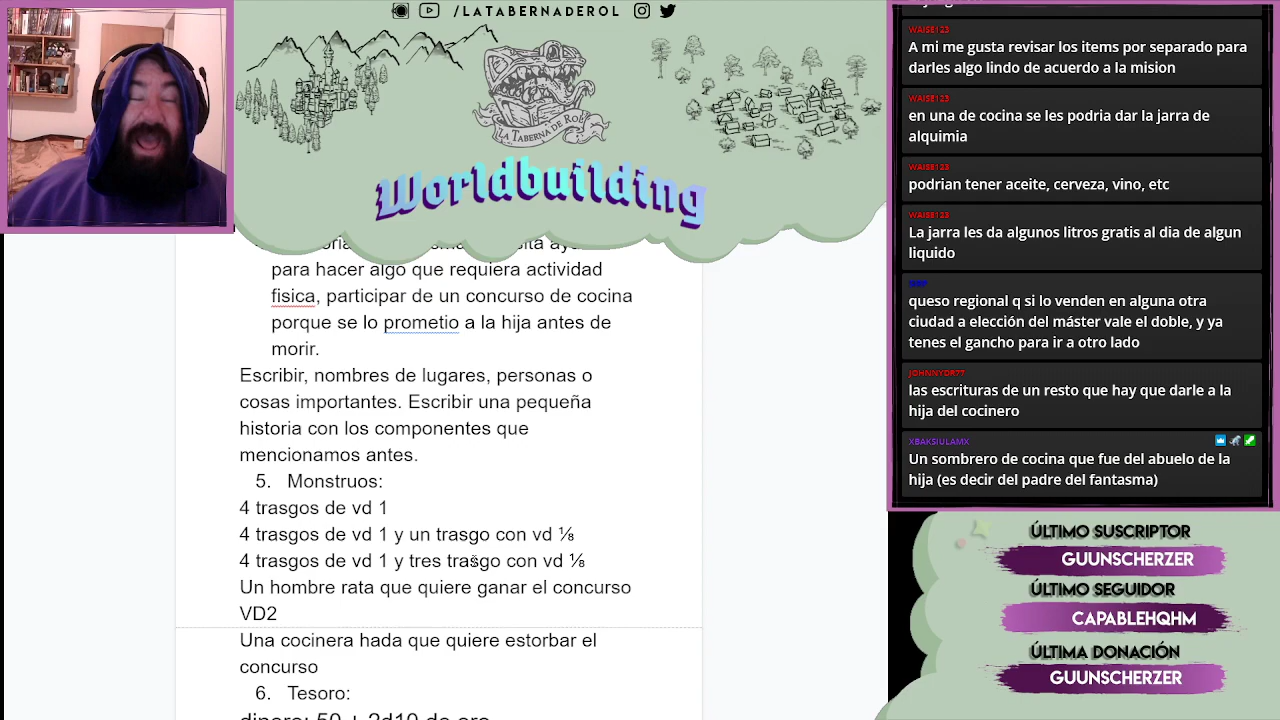 /LATABERNADEROL
LA TABERNA DE ROL
Worldbuilding
para hacer algo que requiera actividad
fisica, participar de un concurso de cocina
porque se lo prometio a la hija antes de
morir.
Escribir, nombres de lugares, personas o
cosas importantes. Escribir una pequeña
historia con los componentes que
mencionamos antes.
5. Monstruos:
4 trasgos de vd 1
4 trasgos de vd 1 y un trasgo con vd ⅛
4 trasgos de vd 1 y tres trasgo con vd ⅛
Un hombre rata que quiere ganar el concurso
VD2
Una cocinera hada que quiere estorbar el
concurso
6. Tesoro:
dinero: 50 + 2d10 de oro
WAISE123
A mi me gusta revisar los items por separado para
darles algo lindo de acuerdo a la mision
WAISE123
en una de cocina se les podria dar la jarra de
alquimia
WAISE123
podrian tener aceite, cerveza, vino, etc
WAISE123
La jarra les da algunos litros gratis al dia de algun
liquido
queso regional q si lo venden en alguna otra
ciudad a elección del máster vale el doble, y ya
tenes el gancho para ir a otro lado
JOHNNYDR77
las escrituras de un resto que hay que darle a la
hija del cocinero
XBAKSIULAMX
Un sombrero de cocina que fue del abuelo de la
hija (es decir del padre del fantasma)
ÚLTIMO SUSCRIPTOR
GUUNSCHERZER
ÚLTIMO SEGUIDOR
CAPABLEHQHM
ÚLTIMA DONACIÓN
GUUNSCHERZER